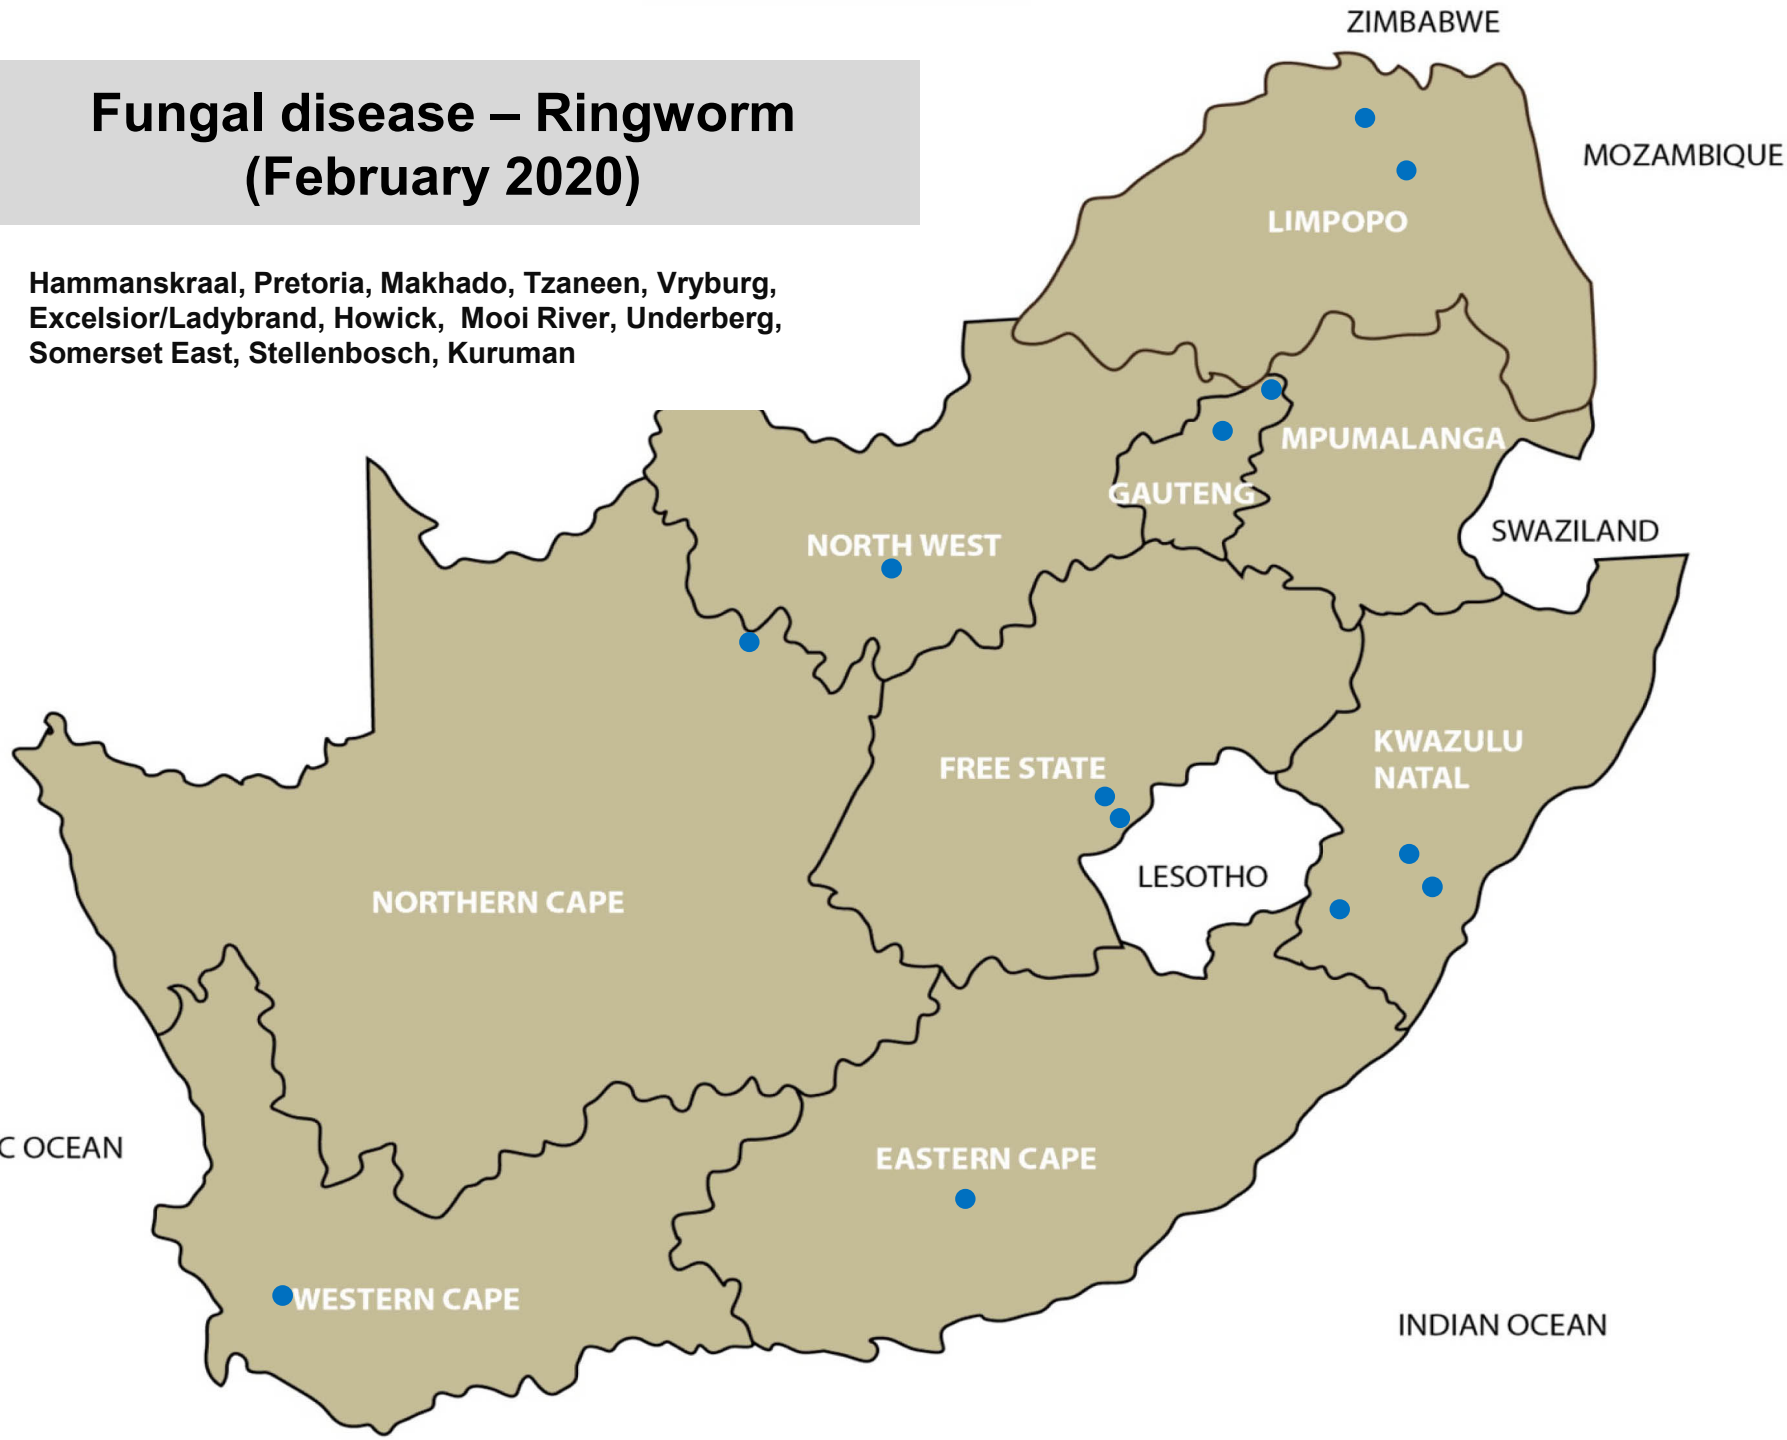 ZIMBABWE
Fungal disease – Ringworm
(February 2020)
MOZAMBIQUE
LIMPOPO
Hammanskraal, Pretoria, Makhado, Tzaneen, Vryburg,
Excelsior/Ladybrand, Howick, Mooi River, Underberg,
Somerset East, Stellenbosch, Kuruman
MPUMALANGA
GAUTENG
SWAZILAND
NORTH WEST
KWAZULU
NATAL
FREE STATE
LESOTHO
NORTHERN CAPE
C OCEAN
EASTERN CAPE
WESTERN CAPE
INDIAN OCEAN